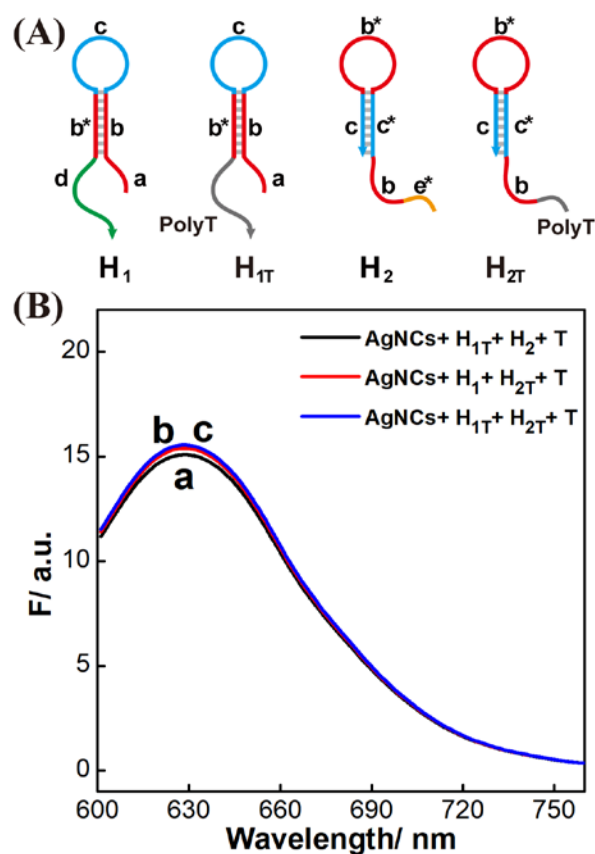 (A)
c c b* b*
b* b b* b c c* c c*
d a a b e* b
PolyT PolyT
H₁ H₁T H₂ H₂T
(B)
AgNCs+ H₁T+ H₂+ T
AgNCs+ H₁+ H₂T+ T
AgNCs+ H₁T+ H₂T+ T
b c
a
F/ a.u.
20
15
10
5
0
600 630 660 690 720 750
Wavelength/ nm